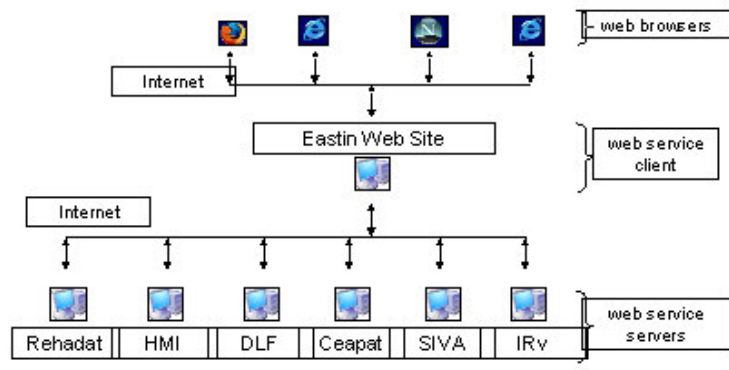 web browsers
Internet
Eastin Web Site
web service
client
Internet
web service
servers
Rehadat HMI DLF Ceapat SIVA IRv